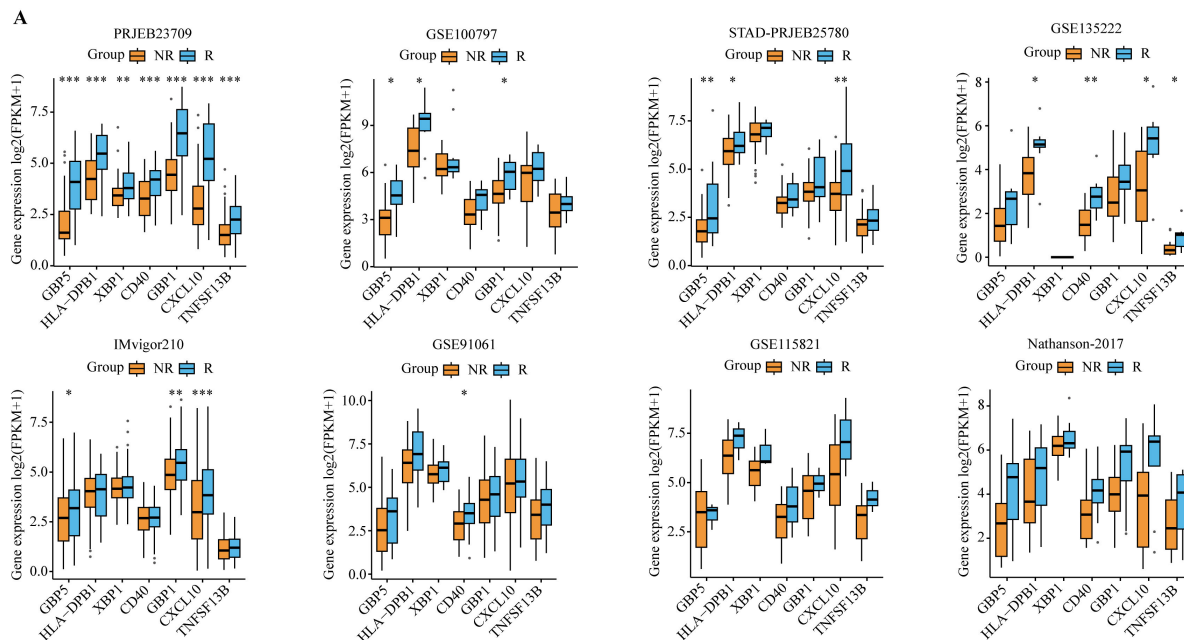 A
PRJEB23709
Group NR R
*** *** ** *** *** *** ***
Gene expression log2(FPKM+1)
7.5
5.0
2.5
0.0
GBP5
HLA−DPB1
XBP1
CD40
GBP1
CXCL10
TNFSF13B
GSE100797
Group NR R
* * *
Gene expression log2(FPKM+1)
9
6
3
0
GBP5
HLA−DPB1
XBP1
CD40
GBP1
CXCL10
TNFSF13B
STAD-PRJEB25780
Group NR R
** * **
Gene expression log2(FPKM+1)
7.5
5.0
2.5
0.0
GBP5
HLA−DPB1
XBP1
CD40
GBP1
CXCL10
TNFSF13B
GSE135222
Group NR R
* ** * *
Gene expression log2(FPKM+1)
8
6
4
2
0
GBP5
HLA−DPB1
XBP1
CD40
GBP1
CXCL10
TNFSF13B
IMvigor210
Group NR R
* ** ***
Gene expression log2(FPKM+1)
7.5
5.0
2.5
0.0
GBP5
HLA−DPB1
XBP1
CD40
GBP1
CXCL10
TNFSF13B
GSE91061
Group NR R
*
Gene expression log2(FPKM+1)
10.0
7.5
5.0
2.5
0.0
GBP5
HLA−DPB1
XBP1
CD40
GBP1
CXCL10
TNFSF13B
GSE115821
Group NR R
Gene expression log2(FPKM+1)
7.5
5.0
2.5
GBP5
HLA−DPB1
XBP1
CD40
GBP1
CXCL10
TNFSF13B
Nathanson-2017
Group NR R
Gene expression log2(FPKM+1)
8
6
4
2
GBP5
HLA−DPB1
XBP1
CD40
GBP1
CXCL10
TNFSF13B